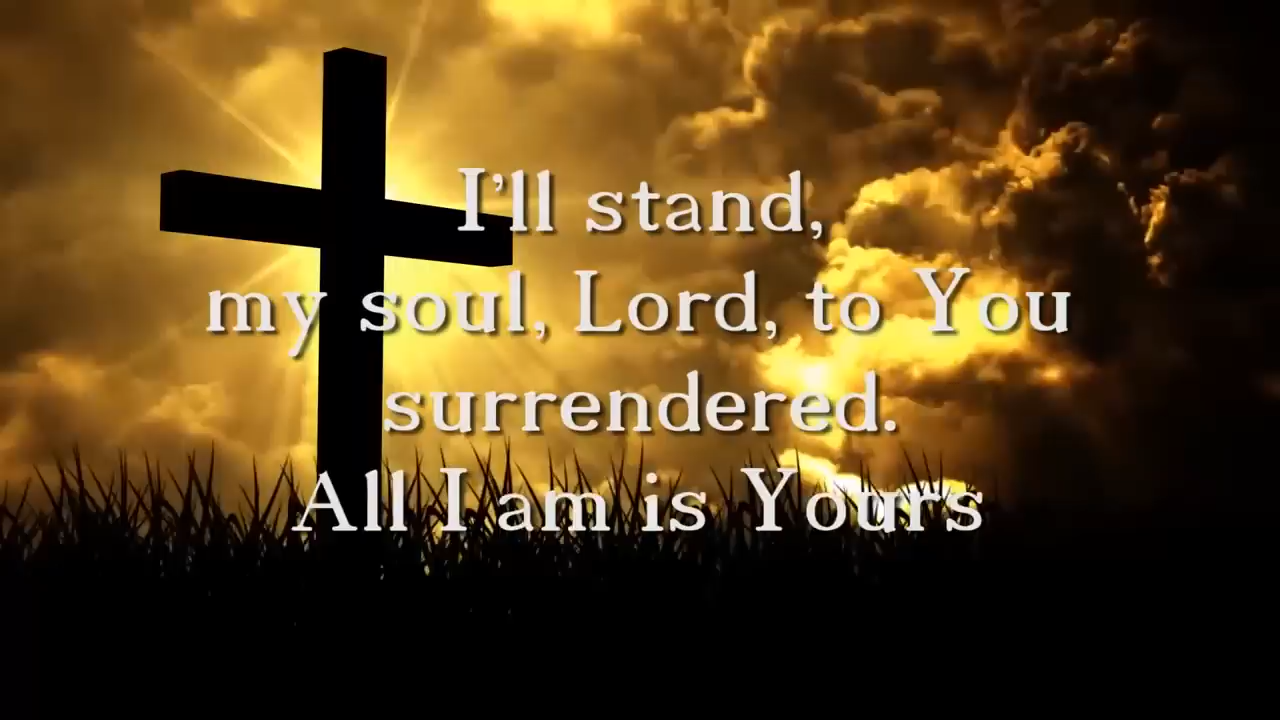 I'll stand,
my soul, Lord, to You
surrendered.
All I am is Yours